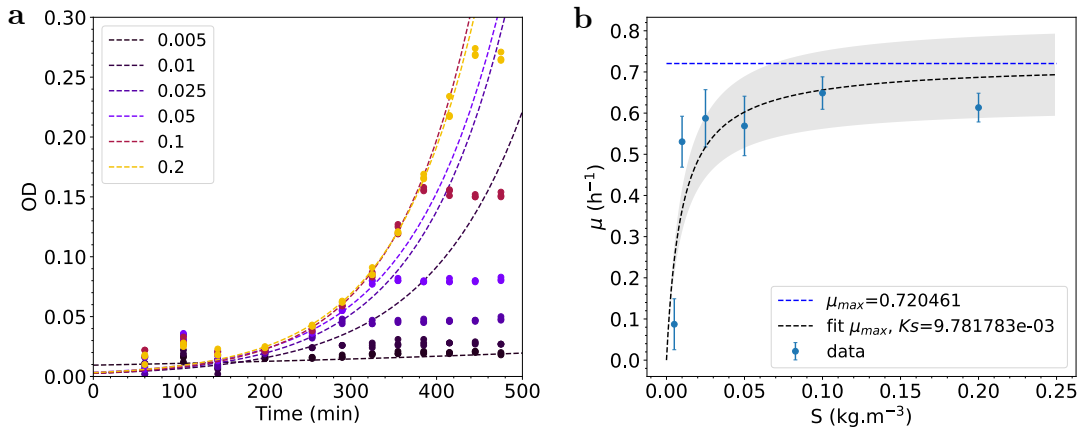 a
0.30
0.25
0.20
0.15
0.10
0.05
0.00
OD
0.005
0.01
0.025
0.05
0.1
0.2
0 100 200 300 400 500
Time (min)
b
0.8
0.7
0.6
0.5
0.4
0.3
0.2
0.1
0.0
μ (h⁻¹)
μₘₐₓ=0.720461
fit μₘₐₓ, Ks=9.781783e-03
data
0.00 0.05 0.10 0.15 0.20 0.25
S (kg.m⁻³)